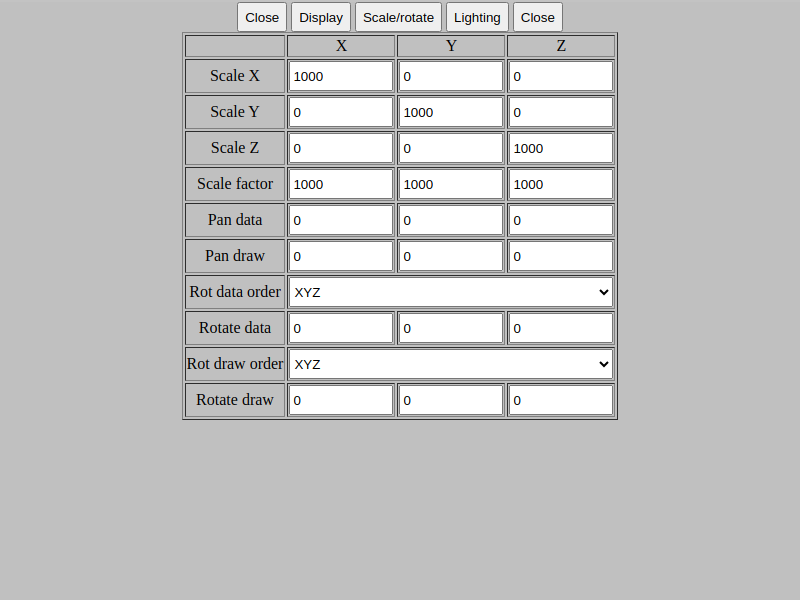 Close Display Scale/rotate Lighting Close
X Y Z
Scale X 1000 0 0
Scale Y 0 1000 0
Scale Z 0 0 1000
Scale factor 1000 1000 1000
Pan data 0 0 0
Pan draw 0 0 0
Rot data order XYZ
Rotate data 0 0 0
Rot draw order XYZ
Rotate draw 0 0 0